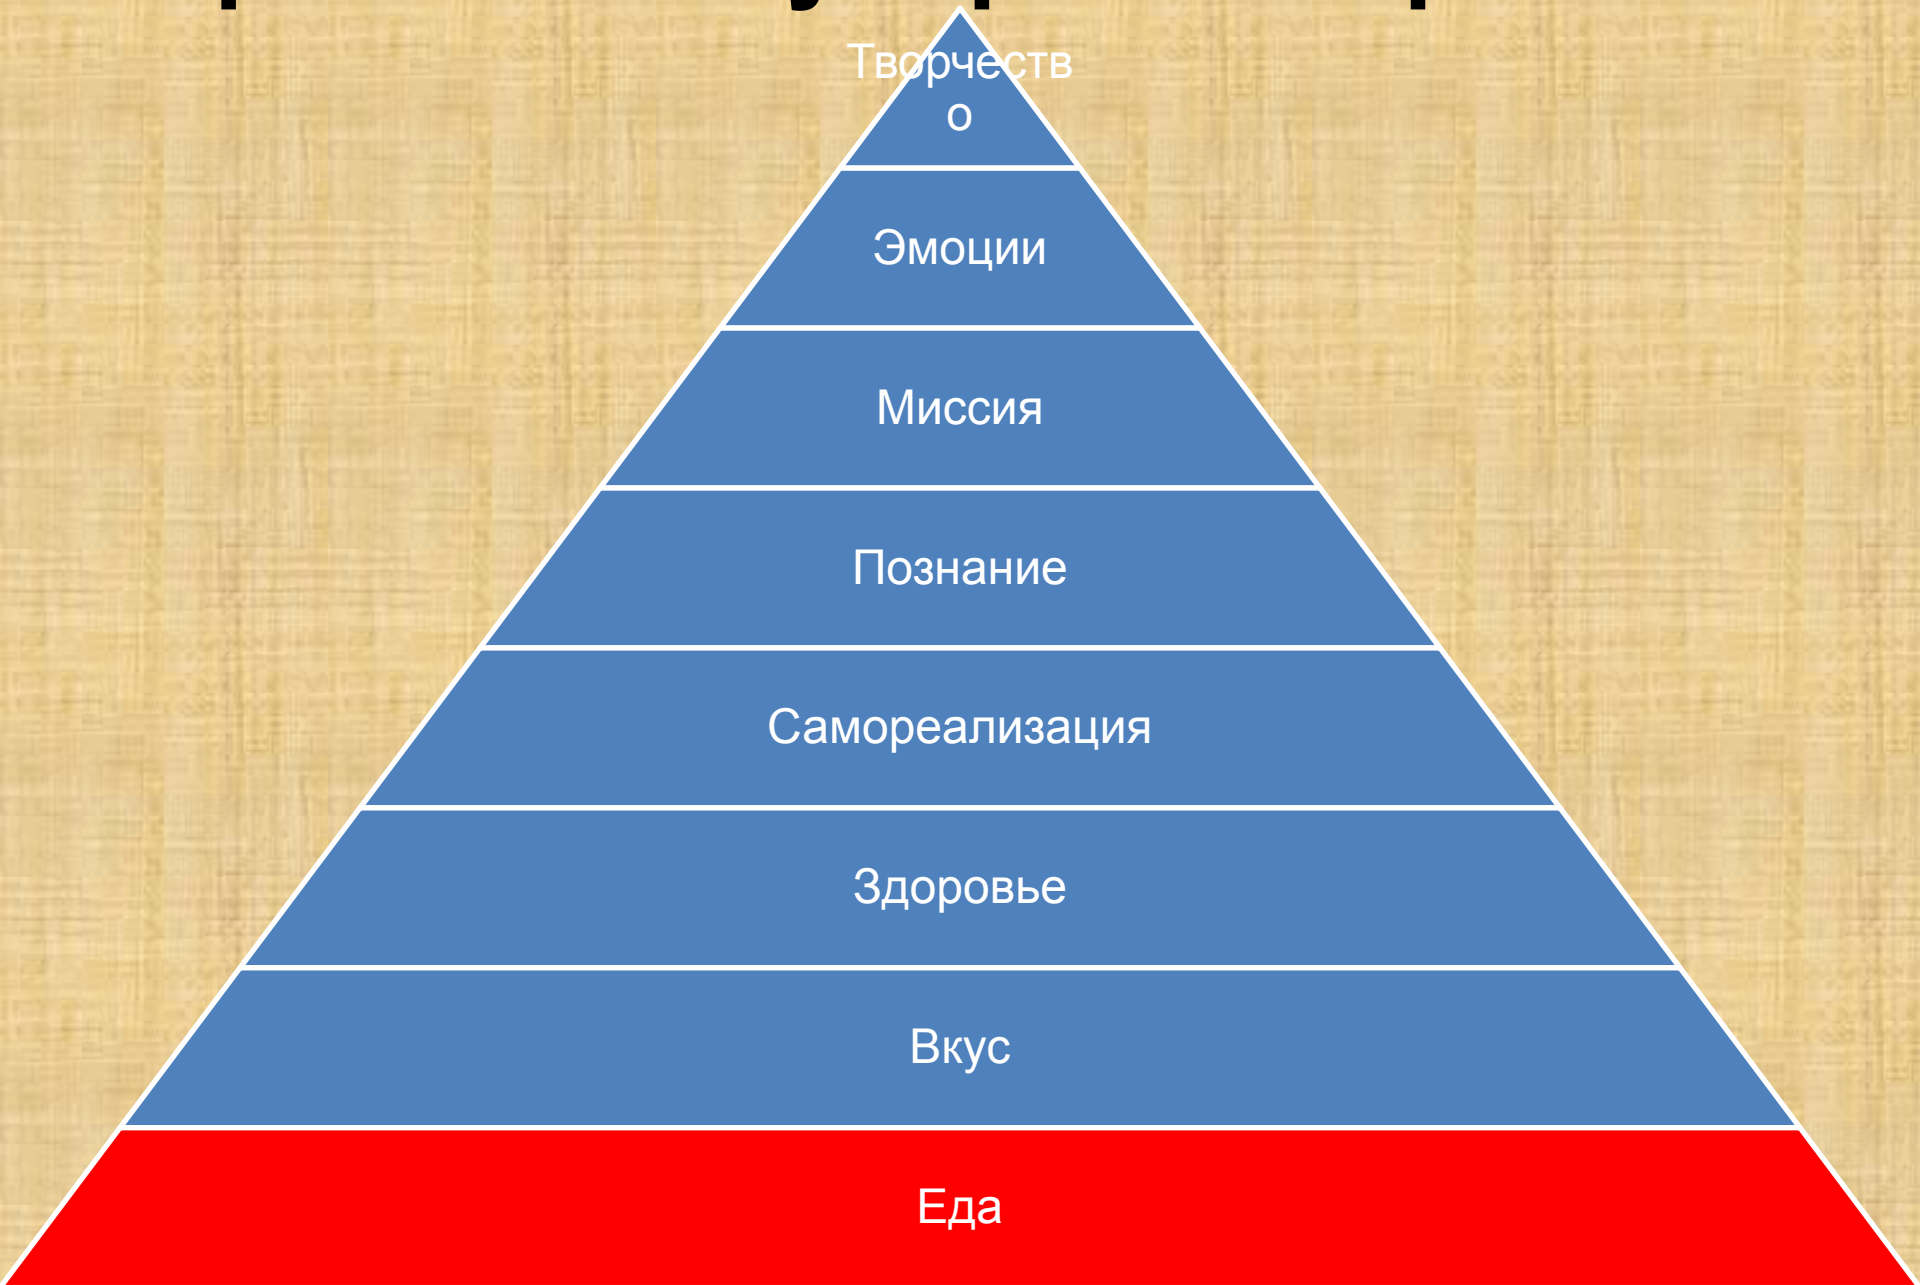 Творчеств
о
Эмоции
Миссия
Познание
Самореализация
Здоровье
Вкус
Еда